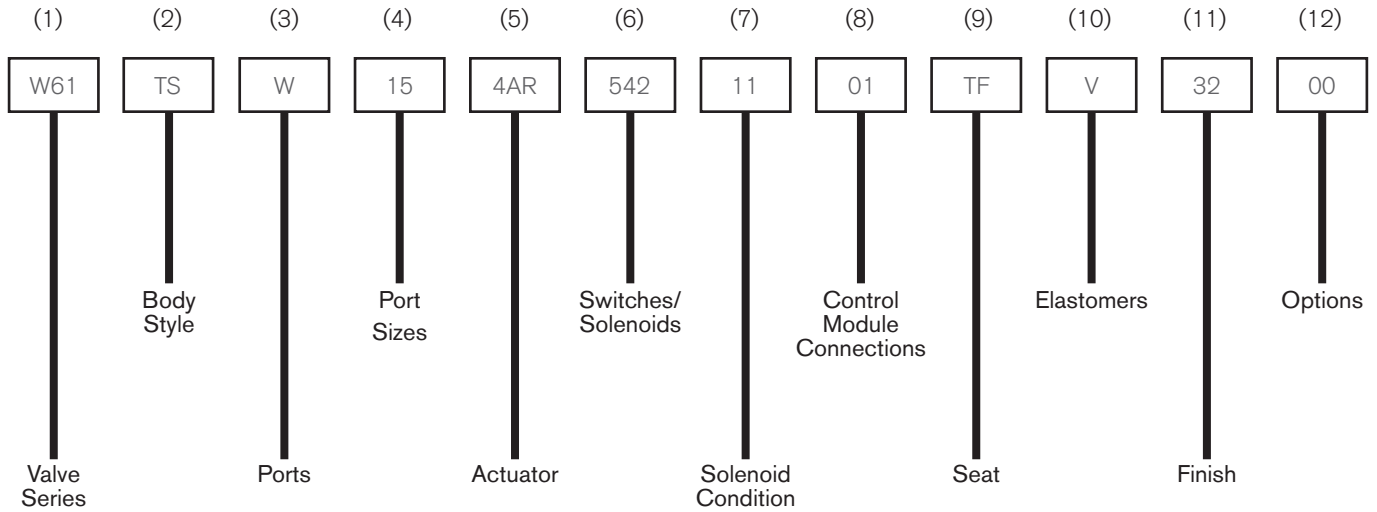 (1) (2) (3) (4) (5) (6) (7) (8) (9) (10) (11) (12)
W61 TS W 15 4AR 542 11 01 TF V 32 00
Body Style
Port Sizes
Switches/ Solenoids
Control Module Connections
Elastomers
Options
Valve Series
Ports
Actuator
Solenoid Condition
Seat
Finish